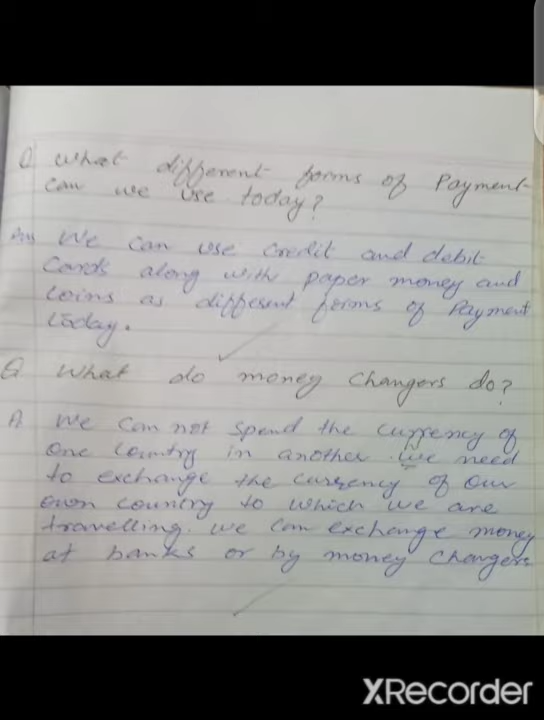 Q What different forms of Payment
can we use today?
Ans We can use credit and debit
Cards along with paper money and
coins as different forms of Payment
today.
Q What do money changers do?
A We can not spend the currency of
one country in another. We need
to exchange the currency of our
own country to which we are
travelling. we can exchange money
at banks or by money changers
XRecorder